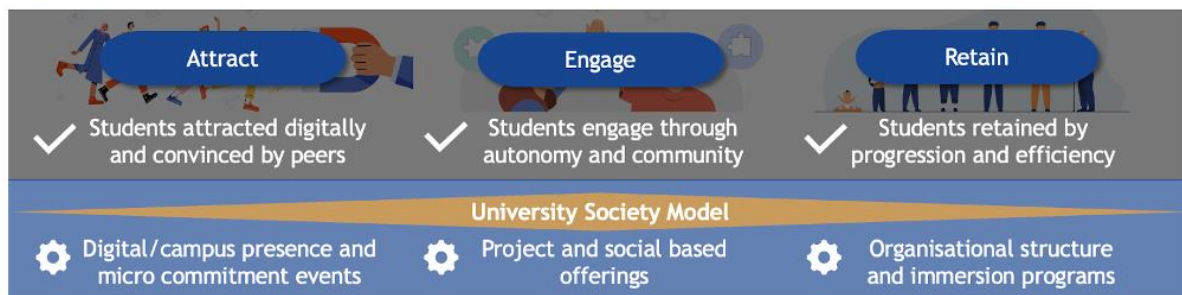 Attract
Engage
Retain
Students attracted digitally
and convinced by peers
Students engage through
autonomy and community
Students retained by
progression and efficiency
University Society Model
Digital/campus presence and
micro commitment events
Project and social based
offerings
Organisational structure
and immersion programs